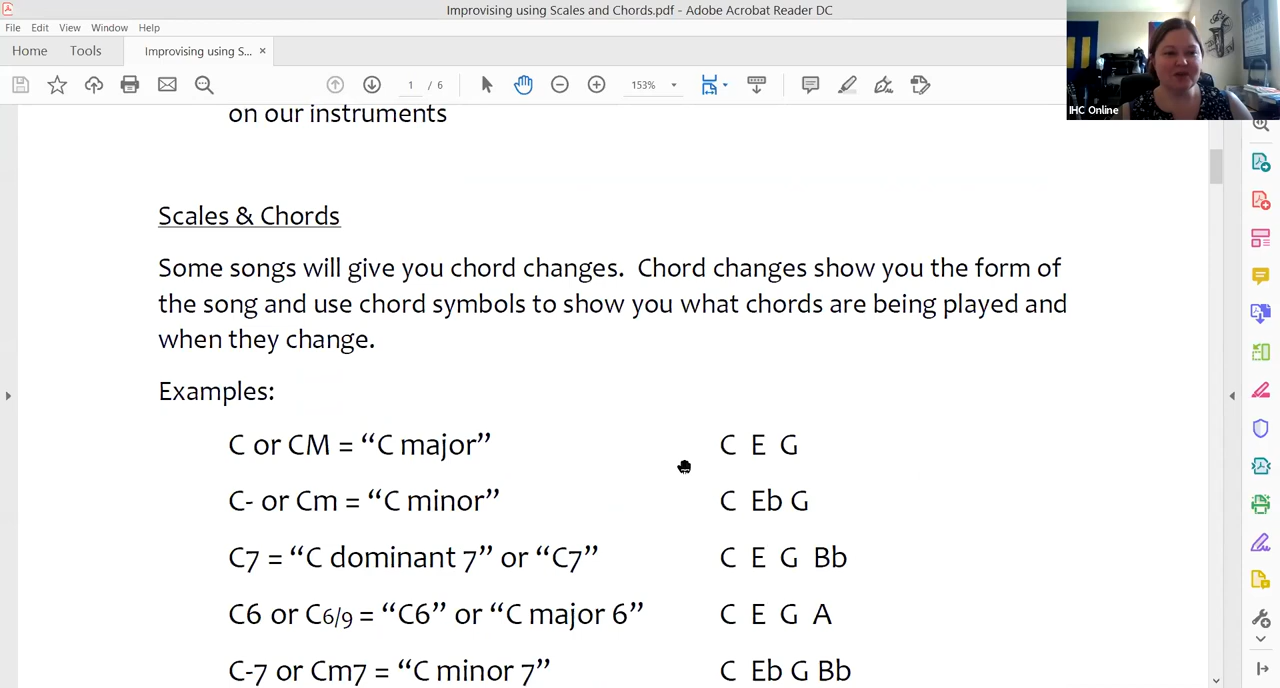 Improvising using Scales and Chords.pdf - Adobe Acrobat Reader DC
File Edit View Window Help
Home Tools Improvising using S... ×
1 / 6 153%
IHC Online
on our instruments
Scales & Chords
Some songs will give you chord changes. Chord changes show you the form of
the song and use chord symbols to show you what chords are being played and
when they change.
Examples:
C or CM = “C major” C E G
C- or Cm = “C minor” C Eb G
C7 = “C dominant 7” or “C7” C E G Bb
C6 or C6/9 = “C6” or “C major 6” C E G A
C-7 or Cm7 = “C minor 7” C Eb G Bb